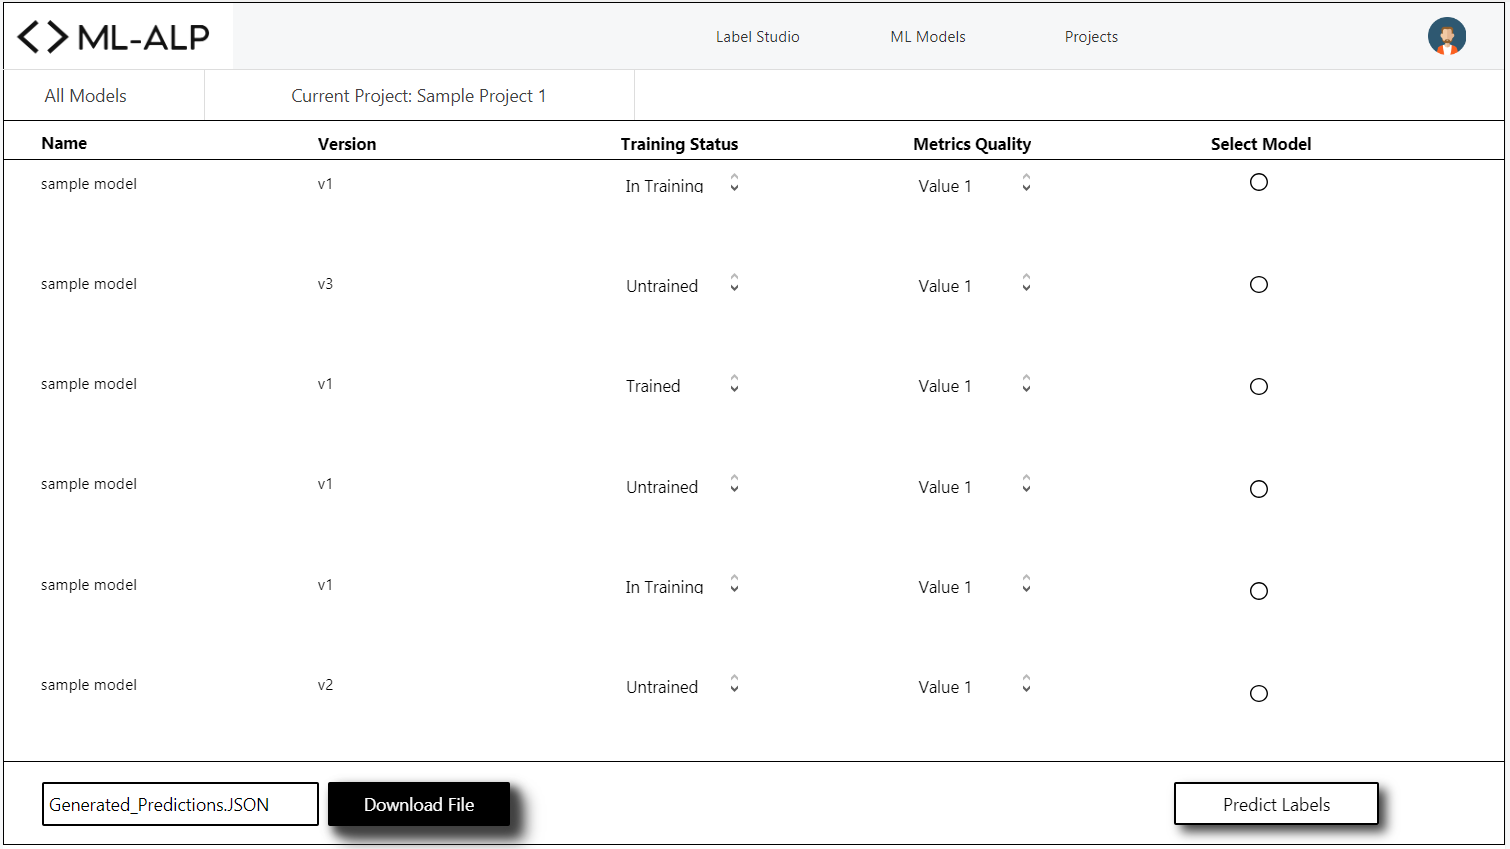 <> ML-ALP Label Studio ML Models Projects
All Models Current Project: Sample Project 1
Name Version Training Status Metrics Quality Select Model
sample model v1 In Training Value 1
sample model v3 Untrained Value 1
sample model v1 Trained Value 1
sample model v1 Untrained Value 1
sample model v1 In Training Value 1
sample model v2 Untrained Value 1
Generated_Predictions.JSON Download File Predict Labels